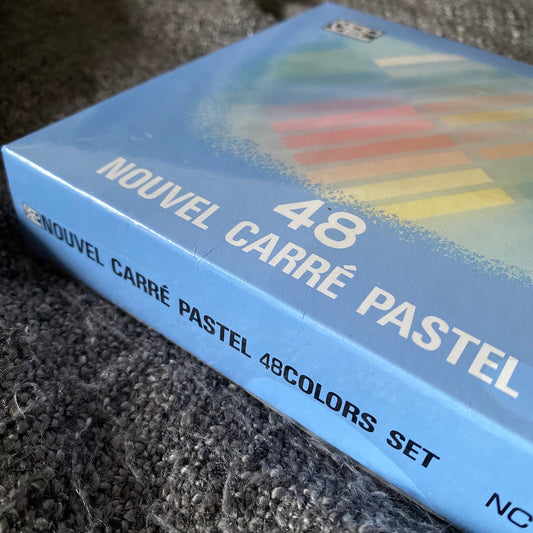 48
NOUVEL CARRÉ PASTEL
NOUVEL CARRÉ PASTEL 48COLORS SET
NC